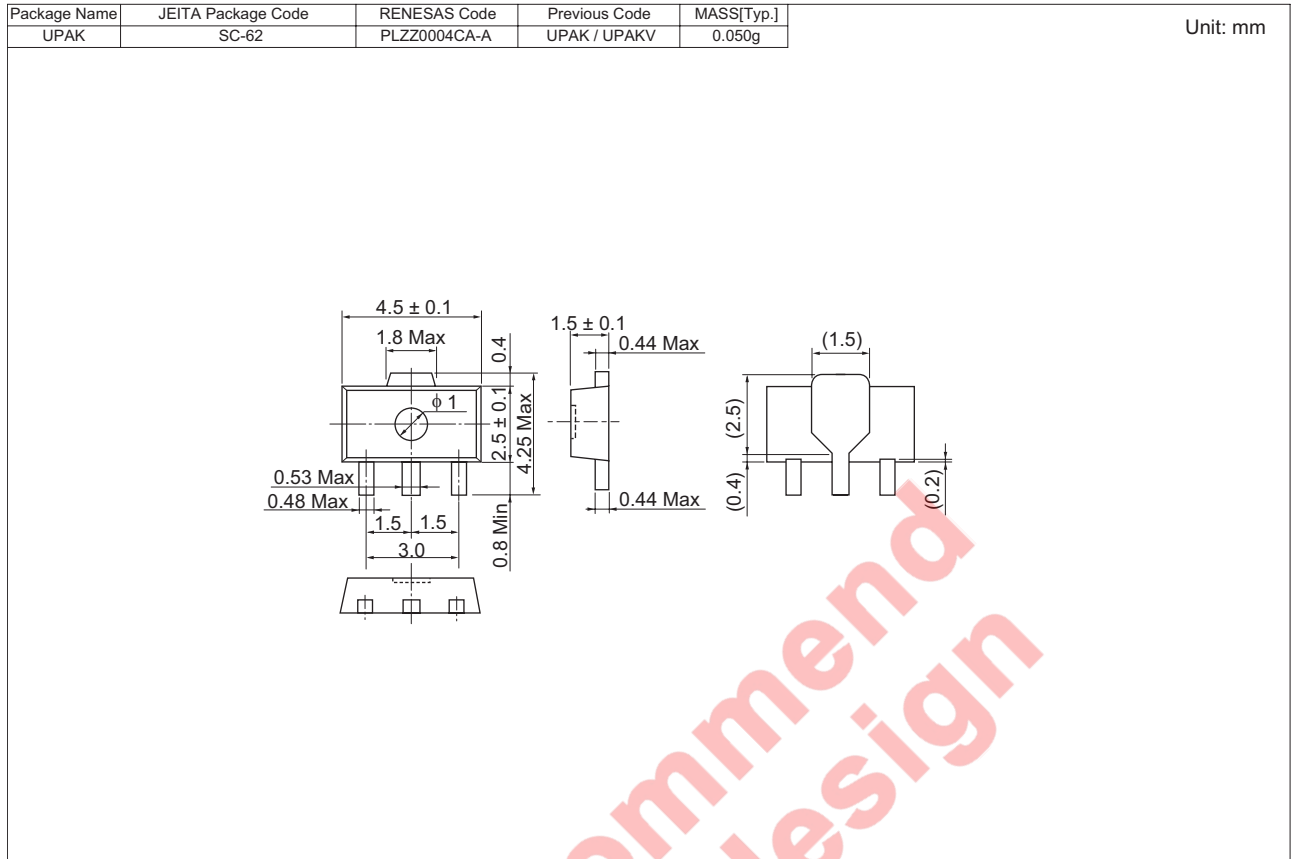 Package Name JEITA Package Code RENESAS Code Previous Code MASS[Typ.]
UPAK SC-62 PLZZ0004CA-A UPAK / UPAKV 0.050g
Unit: mm
4.5 ± 0.1
1.8 Max
0.4
ϕ 1
2.5 ± 0.1
4.25 Max
0.53 Max
0.48 Max
1.5 1.5
3.0
0.8 Min
1.5 ± 0.1
0.44 Max
0.44 Max
(1.5)
(2.5)
(0.4)
(0.2)
ommend
design